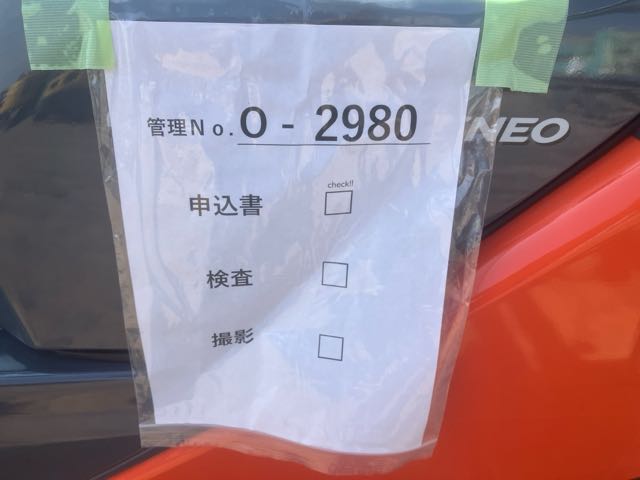 管理No. O - 2980
NEO
check!!
申込書
検査
撮影